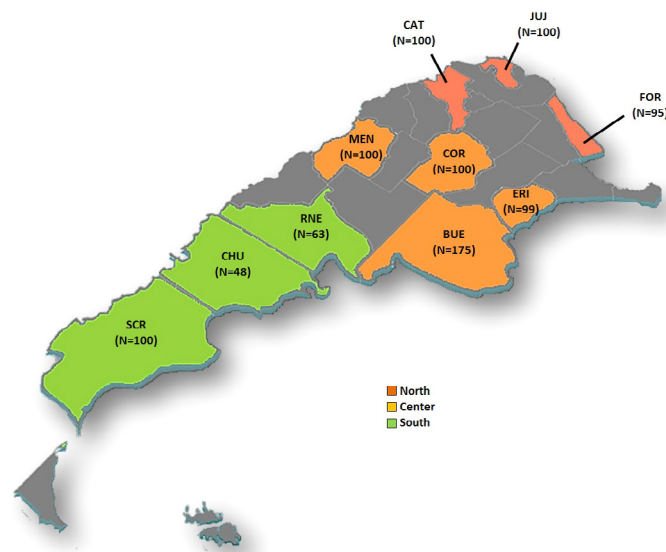 CAT
(N=100)
JUJ
(N=100)
FOR
(N=95)
MEN
(N=100)
COR
(N=100)
ERI
(N=99)
RNE
(N=63)
BUE
(N=175)
CHU
(N=48)
SCR
(N=100)
North
Center
South